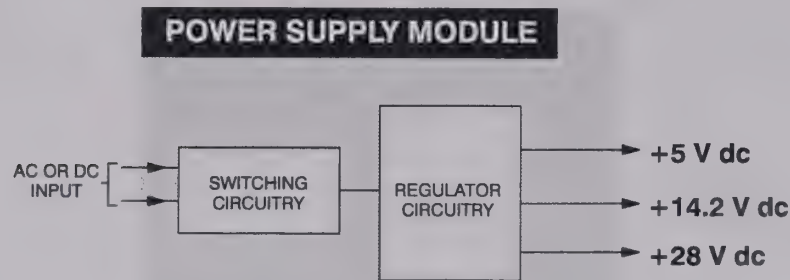 POWER SUPPLY MODULE
AC OR DC
INPUT
SWITCHING
CIRCUITRY
REGULATOR
CIRCUITRY
+5 V dc
+14.2 V dc
+28 V dc